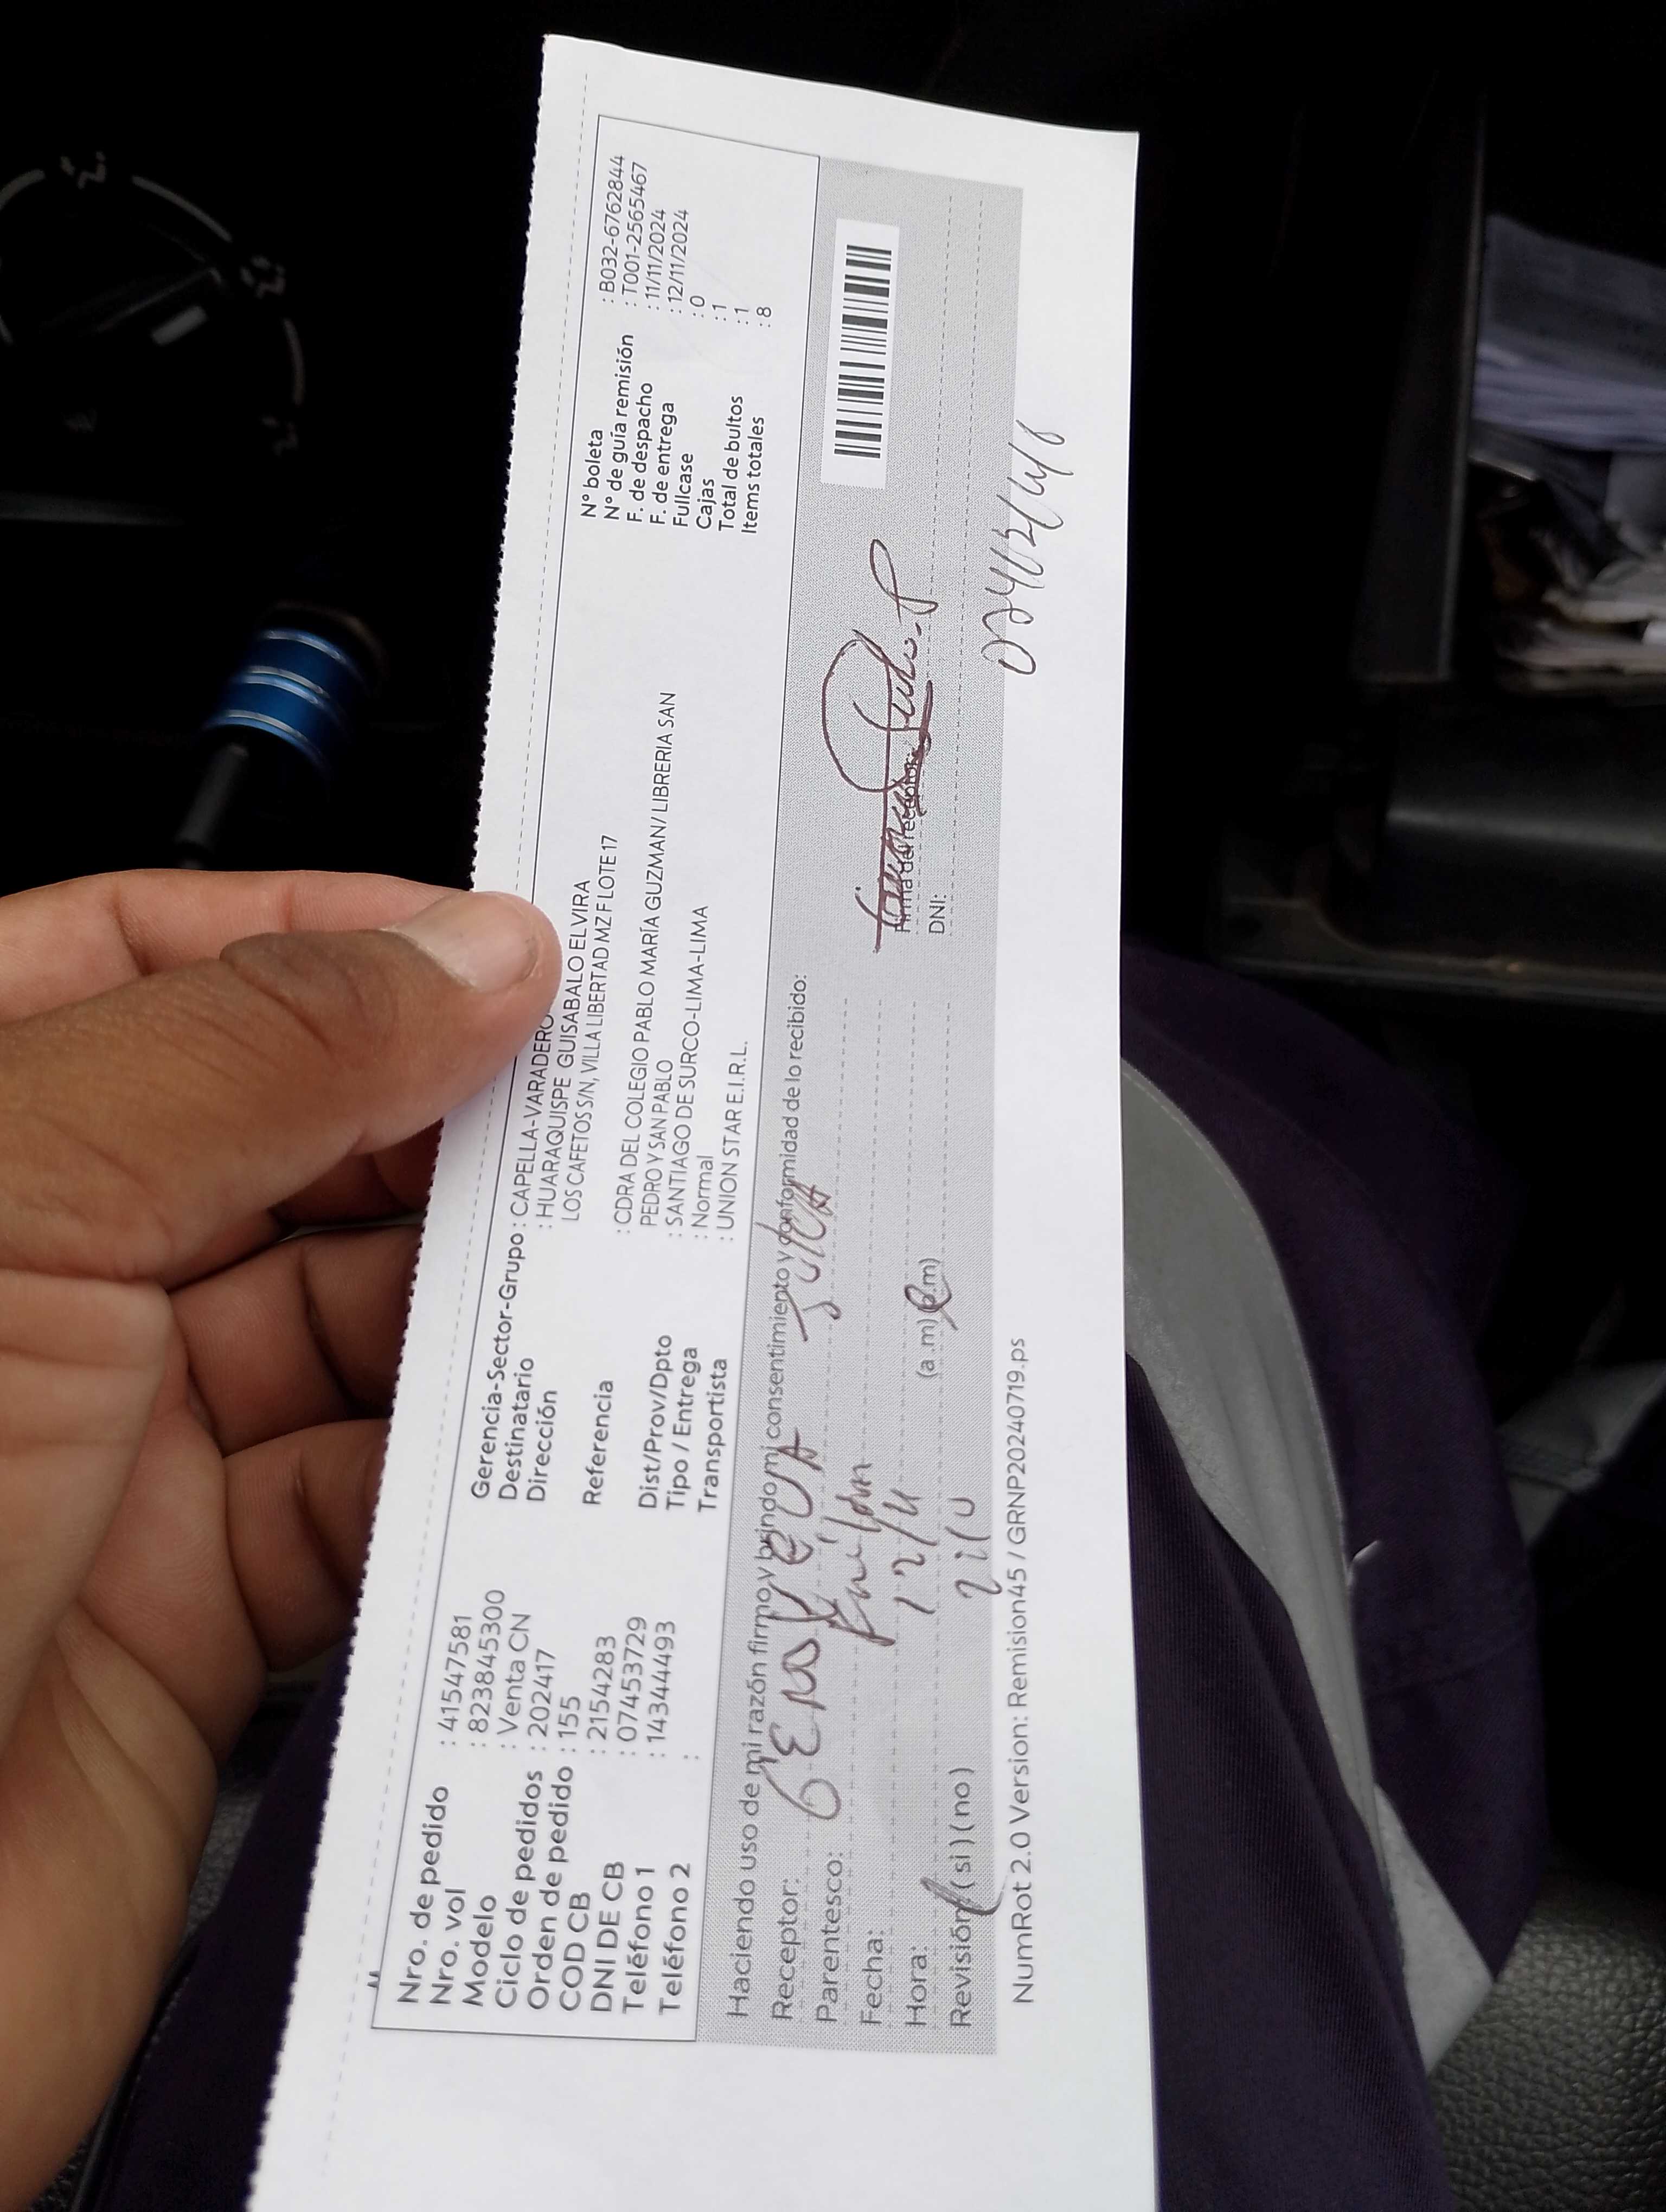 Nro. de pedido : 41547581
Nro. vol : 823845300
Modelo : Venta CN
Ciclo de pedidos : 202417
Orden de pedido : 155
COD CB : 2154283
DNI DE CB : 07453729
Teléfono 1 : 14344493
Teléfono 2 :
Gerencia-Sector-Grupo : CAPELLA-VARADERO
Destinatario : HUARAQUISPE GUISABALO ELVIRA
Dirección LOS CAFETOS S/N, VILLA LIBERTAD MZ F LOTE 17
Referencia : CDRA DEL COLEGIO PABLO MARÍA GUZMAN/ LIBRERIA SAN
PEDRO Y SAN PABLO
Dist/Prov/Dpto : SANTIAGO DE SURCO-LIMA-LIMA
Tipo / Entrega : Normal
Transportista : UNION STAR E.I.R.L.
N° boleta : B032-6762844
N° de guía remisión : T001-2565467
F. de despacho : 11/11/2024
F. de entrega : 12/11/2024
Fullcase : 0
Cajas : 1
Total de bultos : 1
Items totales : 8
Haciendo uso de mi razón firmo y brindo mi consentimiento y conformidad de lo recibido:
Receptor:
Parentesco:
Fecha: 12/11
Hora: (a.m) (p.m)
Revisión (si) (no)
Firma del receptor:
DNI:
NumRot 2.0 Version: Remision45 / GRNP20240719.ps